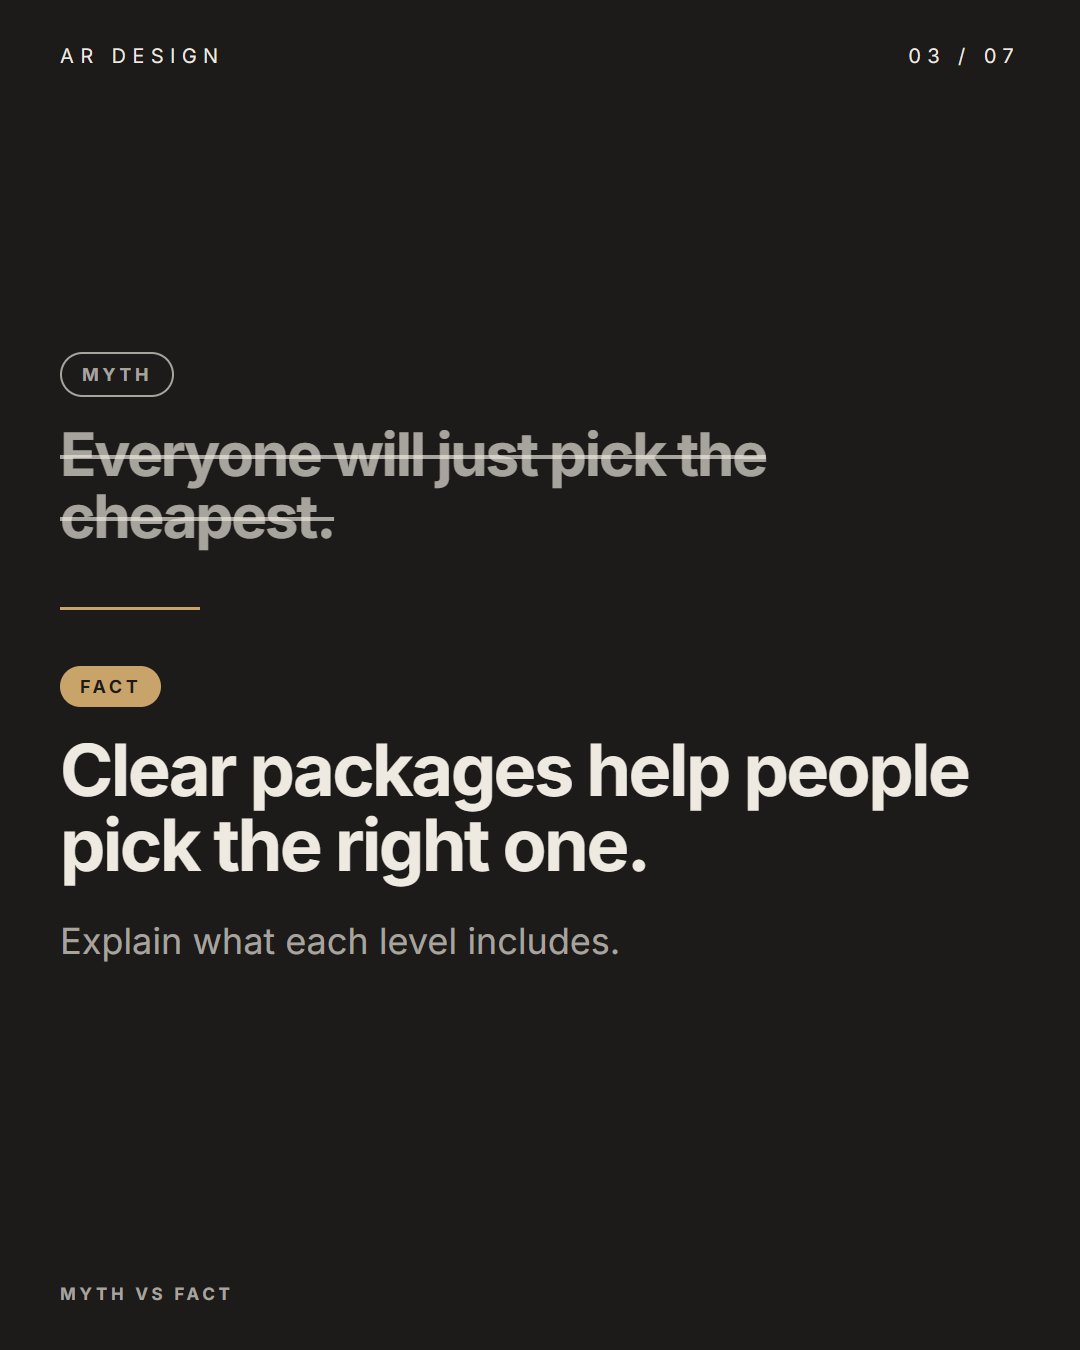 AR DESIGN
03 / 07
MYTH
Everyone will just pick the
cheapest.
FACT
Clear packages help people
pick the right one.
Explain what each level includes.
MYTH VS FACT